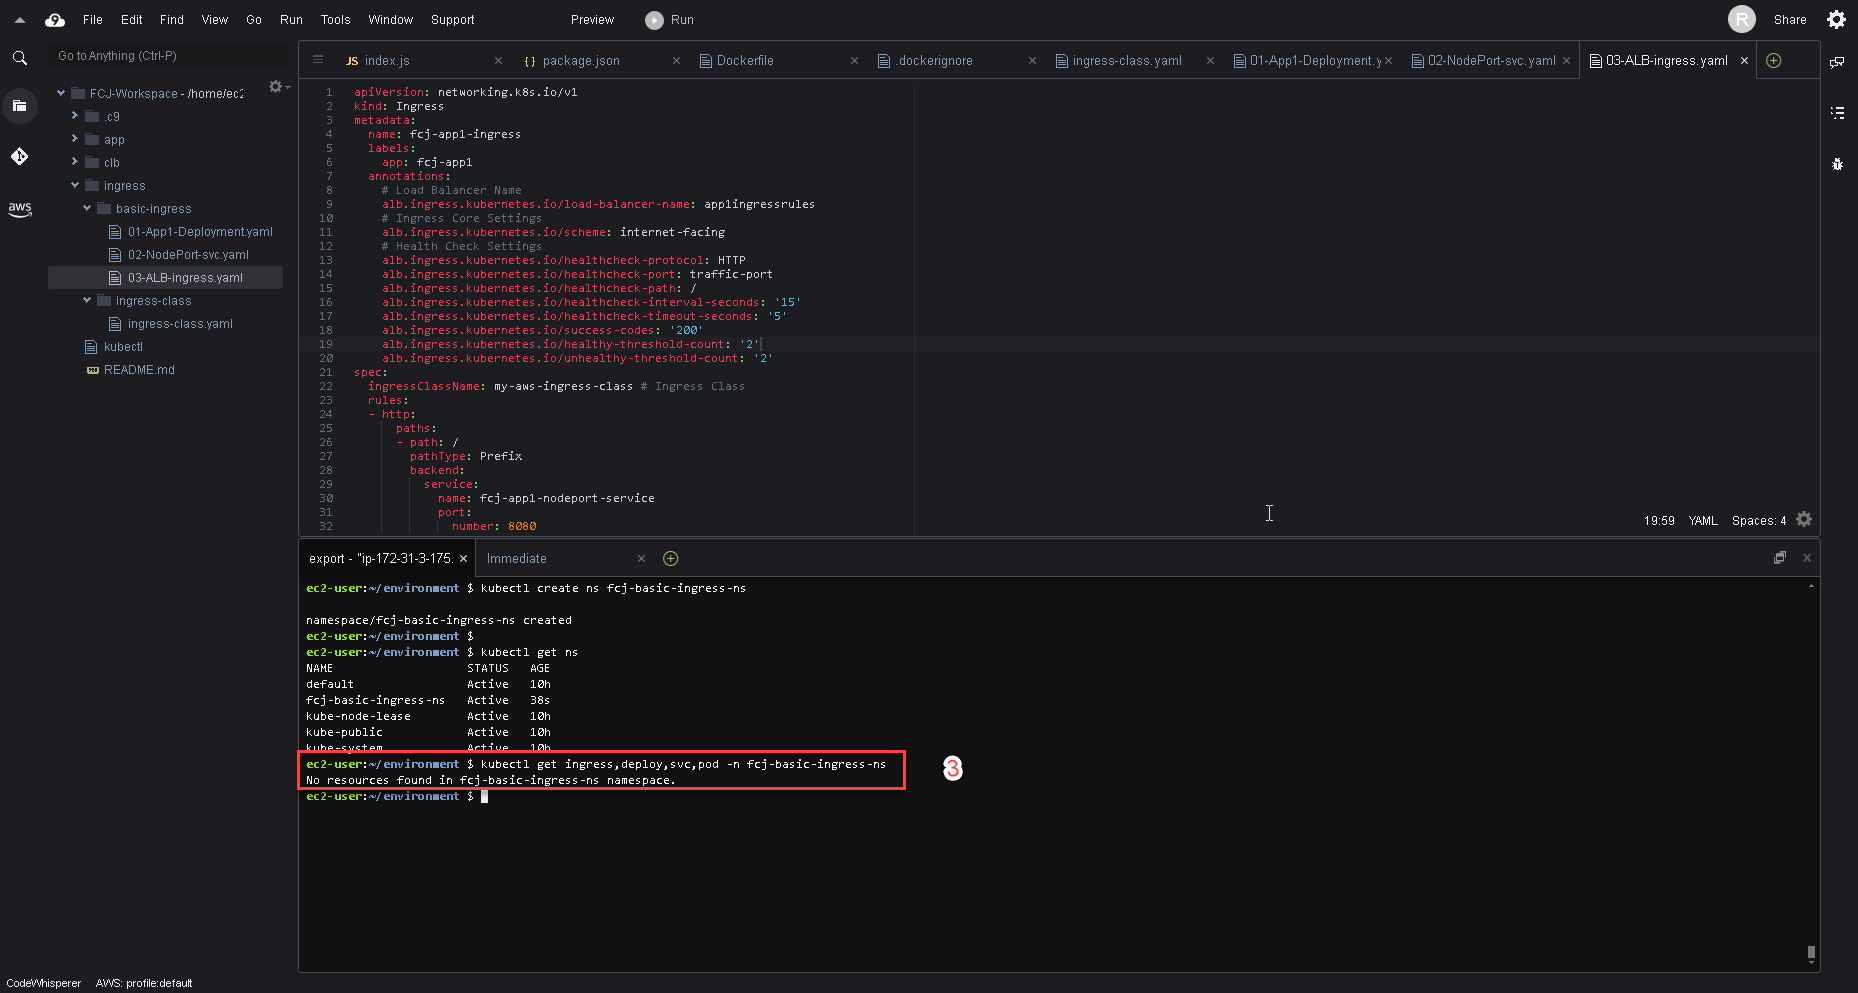 9 File Edit Find View Go Run Tools Window Support Preview Run R Share
Go to Anything (Ctrl-P)
FCJ-Workspace - /home/ec2
.c9
app
clb
ingress
basic-ingress
01-App1-Deployment.yaml
02-NodePort-svc.yaml
03-ALB-ingress.yaml
ingress-class
ingress-class.yaml
kubectl
README.md
aws
JS index.js
{} package.json
Dockerfile
.dockerignore
ingress-class.yaml
01-App1-Deployment.y
02-NodePort-svc.yaml
03-ALB-ingress.yaml
1 apiVersion: networking.k8s.io/v1
2 kind: Ingress
3 metadata:
4 name: fcj-app1-ingress
5 labels:
6 app: fcj-app1
7 annotations:
8 # Load Balancer Name
9 alb.ingress.kubernetes.io/load-balancer-name: app1ingressrules
10 # Ingress Core Settings
11 alb.ingress.kubernetes.io/scheme: internet-facing
12 # Health Check Settings
13 alb.ingress.kubernetes.io/healthcheck-protocol: HTTP
14 alb.ingress.kubernetes.io/healthcheck-port: traffic-port
15 alb.ingress.kubernetes.io/healthcheck-path: /
16 alb.ingress.kubernetes.io/healthcheck-interval-seconds: '15'
17 alb.ingress.kubernetes.io/healthcheck-timeout-seconds: '5'
18 alb.ingress.kubernetes.io/success-codes: '200'
19 alb.ingress.kubernetes.io/healthy-threshold-count: '2'
20 alb.ingress.kubernetes.io/unhealthy-threshold-count: '2'
21 spec:
22 ingressClassName: my-aws-ingress-class # Ingress Class
23 rules:
24 - http:
25 paths:
26 - path: /
27 pathType: Prefix
28 backend:
29 service:
30 name: fcj-app1-nodeport-service
31 port:
32 number: 8080
19:59 YAML Spaces: 4
export - "ip-172-31-3-175.
Immediate
ec2-user:~/environment $ kubectl create ns fcj-basic-ingress-ns
namespace/fcj-basic-ingress-ns created
ec2-user:~/environment $
ec2-user:~/environment $ kubectl get ns
NAME STATUS AGE
default Active 10h
fcj-basic-ingress-ns Active 38s
kube-node-lease Active 10h
kube-public Active 10h
kube-system Active 10h
ec2-user:~/environment $ kubectl get ingress,deploy,svc,pod -n fcj-basic-ingress-ns
No resources found in fcj-basic-ingress-ns namespace.
3
ec2-user:~/environment $
CodeWhisperer AWS: profile:default